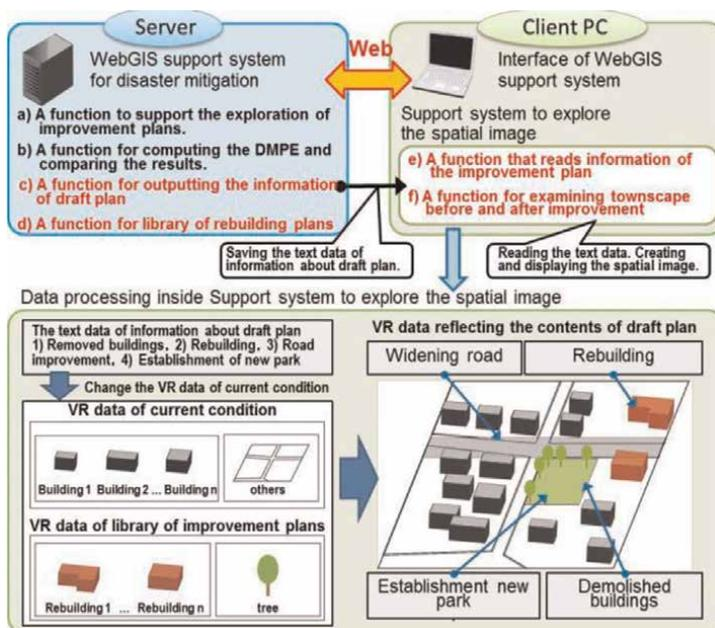 Server
WebGIS support system
for disaster mitigation
a) A function to support the exploration of
improvement plans.
b) A function for computing the DMPE and
comparing the results.
c) A function for outputting the information
of draft plan
d) A function for library of rebuilding plans
Web
Client PC
Interface of WebGIS
support system
Support system to explore
the spatial image
e) A function that reads information of
the improvement plan
f) A function for examining townscape
before and after improvement
Saving the text data of
information about draft plan.
Reading the text data. Creating
and displaying the spatial image.
Data processing inside Support system to explore the spatial image
The text data of information about draft plan
1) Removed buildings, 2) Rebuilding, 3) Road
improvement, 4) Establishment of new park
Change the VR data of current condition
VR data of current condition
Building 1 Building 2 ... Building n
others
VR data of library of improvement plans
Rebuilding 1 ... Rebuilding n
tree
VR data reflecting the contents of draft plan
Widening road
Rebuilding
Establishment new
park
Demolished
buildings